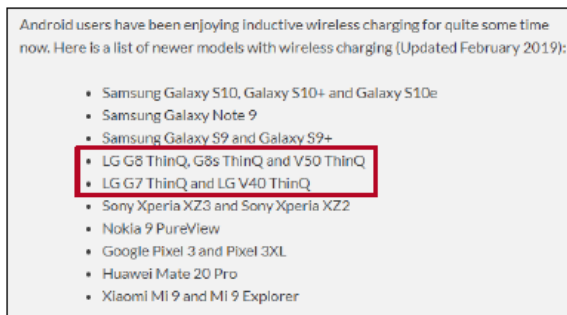 Android users have been enjoying inductive wireless charging for quite some time
now. Here is a list of newer models with wireless charging (Updated February 2019):
• Samsung Galaxy S10, Galaxy S10+ and Galaxy S10e
• Samsung Galaxy Note 9
• Samsung Galaxy S9 and Galaxy S9+
• LG G8 ThinQ, G8s ThinQ and V50 ThinQ
• LG G7 ThinQ and LG V40 ThinQ
• Sony Xperia XZ3 and Sony Xperia XZ2
• Nokia 9 PureView
• Google Pixel 3 and Pixel 3XL
• Huawei Mate 20 Pro
• Xiaomi Mi 9 and Mi 9 Explorer